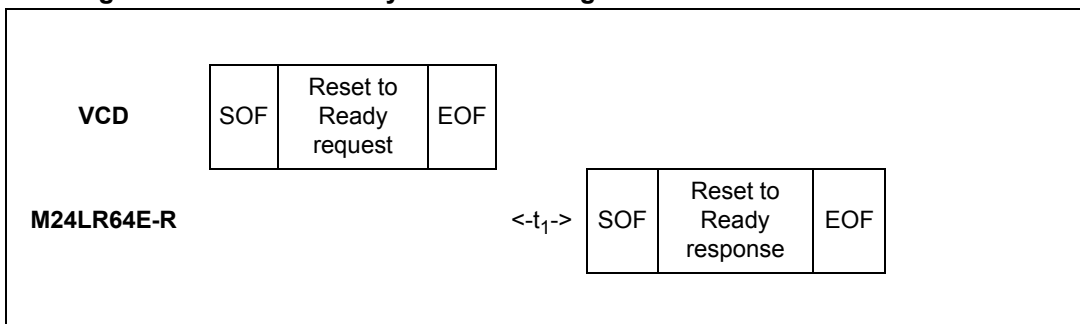 VCD
SOF
Reset to
Ready
request
EOF
M24LR64E-R
<-t1->
SOF
Reset to
Ready
response
EOF